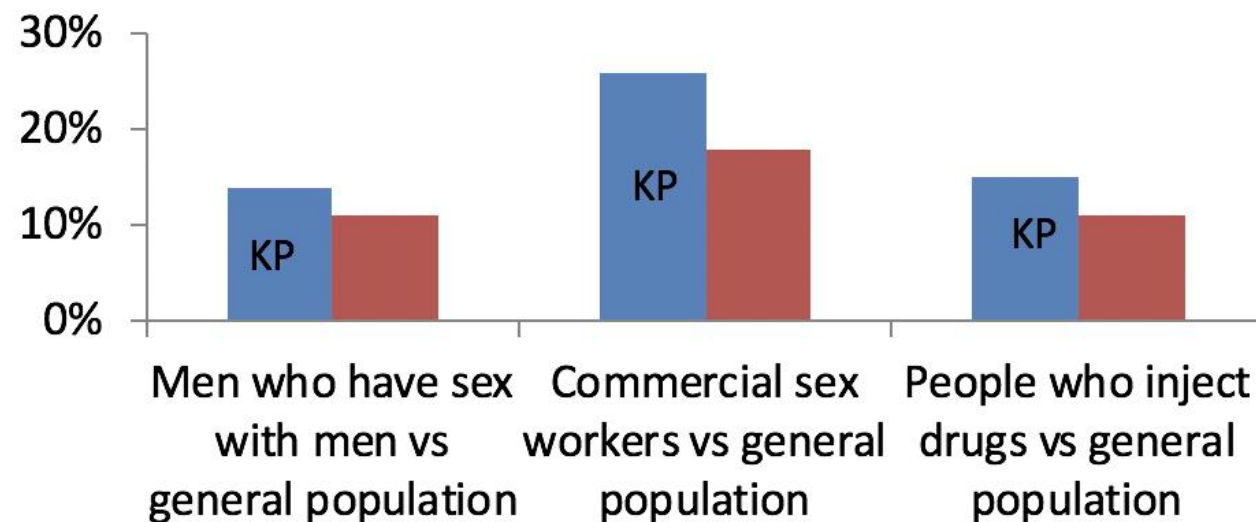 30%
20%
10%
0%
KP
KP
KP
Men who have sex
with men vs
general population
Commercial sex
workers vs general
population
People who inject
drugs vs general
population